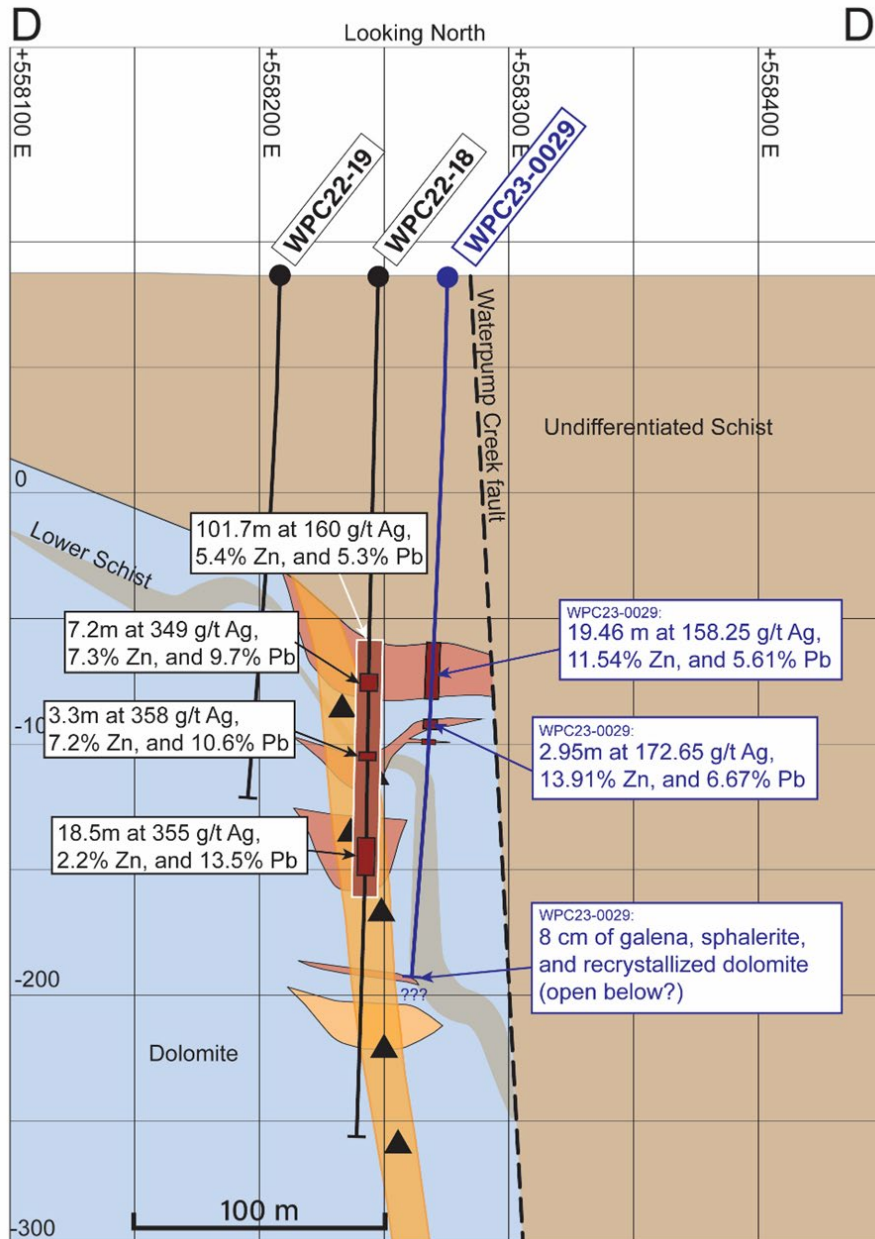 D
D
Looking North
+558100 E
+558200 E
+558300 E
+558400 E
WPC22-19
WPC22-18
WPC23-0029
Waterpump Creek fault
Undifferentiated Schist
0
Lower Schist
101.7m at 160 g/t Ag,
5.4% Zn, and 5.3% Pb
7.2m at 349 g/t Ag,
7.3% Zn, and 9.7% Pb
WPC23-0029:
19.46 m at 158.25 g/t Ag,
11.54% Zn, and 5.61% Pb
-10
3.3m at 358 g/t Ag,
7.2% Zn, and 10.6% Pb
WPC23-0029:
2.95m at 172.65 g/t Ag,
13.91% Zn, and 6.67% Pb
18.5m at 355 g/t Ag,
2.2% Zn, and 13.5% Pb
WPC23-0029:
8 cm of galena, sphalerite,
and recrystallized dolomite
(open below?)
-200
???
Dolomite
100 m
-300